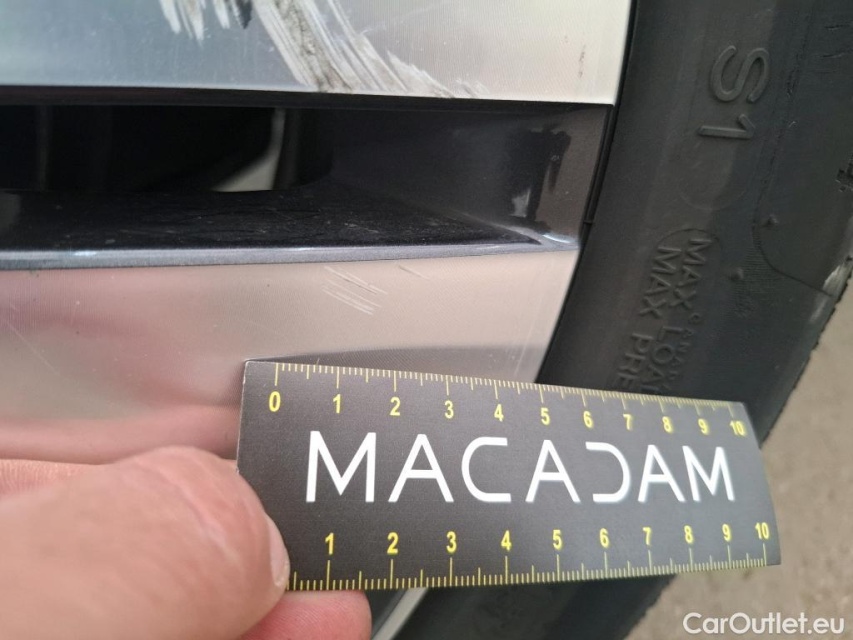 S1
MAX LOA
MAX PRE
0 1 2 3 4 5 6 7 8 9 10
MACADAM
1 2 3 4 5 6 7 8 9 10
CarOutlet.eu